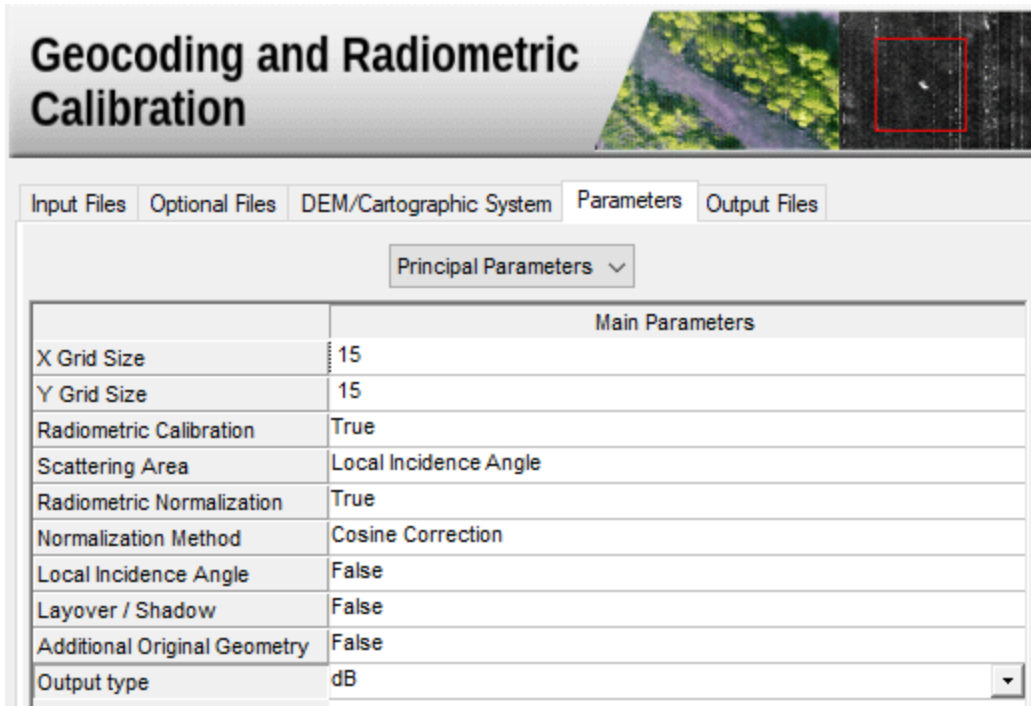 Geocoding and Radiometric
Calibration
Input Files Optional Files DEM/Cartographic System Parameters Output Files
Principal Parameters
Main Parameters
X Grid Size 15
Y Grid Size 15
Radiometric Calibration True
Scattering Area Local Incidence Angle
Radiometric Normalization True
Normalization Method Cosine Correction
Local Incidence Angle False
Layover / Shadow False
Additional Original Geometry False
Output type dB